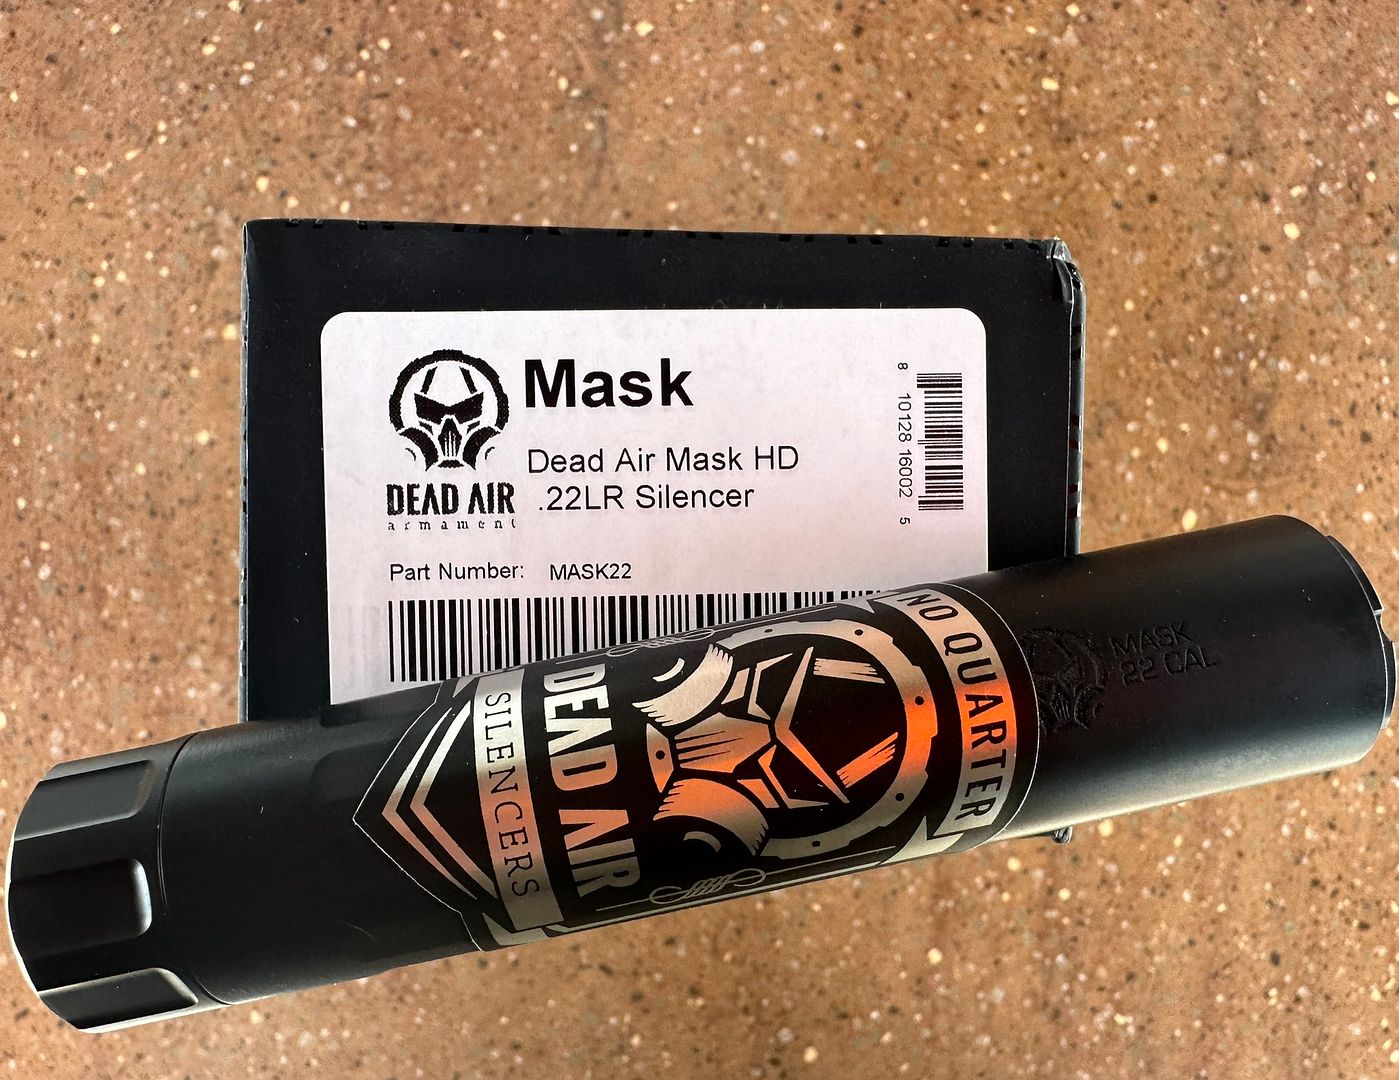 Mask
Dead Air Mask HD
.22LR Silencer
DEAD AIR
armament
Part Number: MASK22
8 10128 16002 5
NO QUARTER
DEAD AIR
SILENCERS
MASK
22 CAL